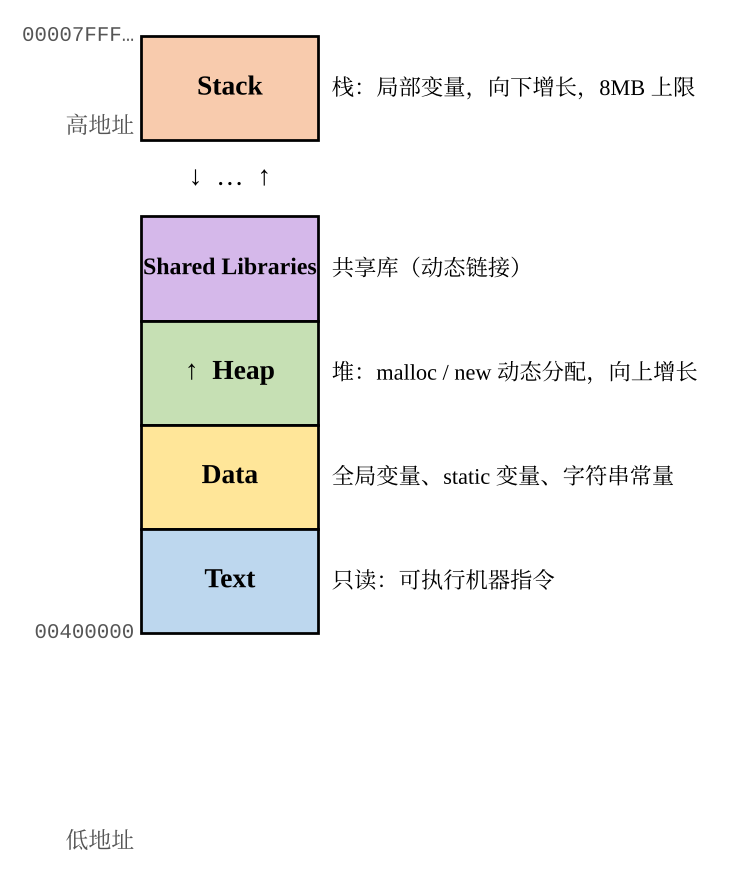 00007FFF…
Stack
栈：局部变量，向下增长，8MB 上限
高地址
↓ … ↑
Shared Libraries
共享库（动态链接）
↑ Heap
堆：malloc / new 动态分配，向上增长
Data
全局变量、static 变量、字符串常量
Text
只读：可执行机器指令
00400000
低地址